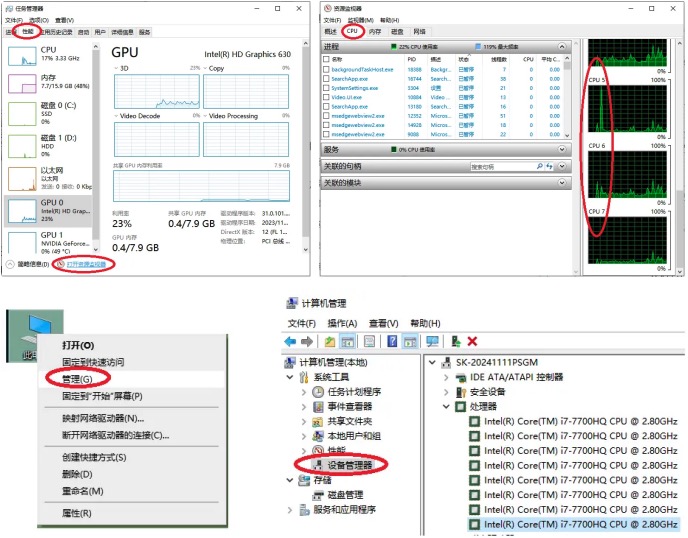 任务管理器
文件(F) 选项(O) 查看(V)
性能 应用历史记录 启动 用户 详细信息 服务
CPU
17% 3.33 GHz
内存
7.7/15.9 GB (48%)
磁盘 0 (C:)
SSD
0%
磁盘 1 (D:)
HDD
0%
以太网
以太网
发送: 0 接收: 0 Kbp
GPU 0
Intel(R) HD Grap...
23%
GPU 1
NVIDIA GeForce...
0% (49 °C)
GPU
Intel(R) HD Graphics 630
3D
23%
Copy
0%
Video Decode
0%
Video Processing
0%
共享 GPU 内存利用率
7.9 GB
利用率
23%
共享 GPU 内存
0.4/7.9 GB
GPU 内存
0.4/7.9 GB
驱动程序版本: 31.0.101...
驱动程序日期: 2023/11...
DirectX 版本: 12 (FL 1...
物理位置: PCI 总线 ...
简略信息(D)
打开资源监视器
资源监视器
文件(F) 监视器(M) 帮助(H)
概述 CPU 内存 磁盘 网络
进程
22% CPU 使用率
119% 最大频率
名称 PID 描述 状态 线程数 CPU 平均 C...
backgroundTaskHost.exe 18388 Backgr... 已暂停 7 0 0.00
SearchApp.exe 16744 Search... 已暂停 38 0 0.00
SystemSettings.exe 5304 设置 已暂停 21 0 0.00
Video.UI.exe 10884 Video ... 已暂停 13 0 0.00
SearchApp.exe 13180 Search... 已暂停 16 0 0.00
msedgewebview2.exe 12352 Micros... 已暂停 51 0 0.00
msedgewebview2.exe 14928 Micros... 已暂停 18 0 0.00
msedgewebview2.exe 9088 Micros... 已暂停 22 0 0.00
服务
0% CPU 使用率
关联的句柄
搜索句柄
关联的模块
0%
CPU 5
100%
0%
CPU 6
100%
0%
CPU 7
100%
0%
打开(O)
固定到快速访问
管理(G)
固定到"开始"屏幕(P)
映射网络驱动器(N)...
断开网络驱动器的连接(C)...
创建快捷方式(S)
删除(D)
重命名(M)
属性(R)
计算机管理
文件(F) 操作(A) 查看(V) 帮助(H)
计算机管理(本地)
系统工具
任务计划程序
事件查看器
共享文件夹
本地用户和组
性能
设备管理器
存储
磁盘管理
服务和应用程序
SK-20241111PSGM
IDE ATA/ATAPI 控制器
安全设备
处理器
Intel(R) Core(TM) i7-7700HQ CPU @ 2.80GHz
Intel(R) Core(TM) i7-7700HQ CPU @ 2.80GHz
Intel(R) Core(TM) i7-7700HQ CPU @ 2.80GHz
Intel(R) Core(TM) i7-7700HQ CPU @ 2.80GHz
Intel(R) Core(TM) i7-7700HQ CPU @ 2.80GHz
Intel(R) Core(TM) i7-7700HQ CPU @ 2.80GHz
Intel(R) Core(TM) i7-7700HQ CPU @ 2.80GHz
Intel(R) Core(TM) i7-7700HQ CPU @ 2.80GHz